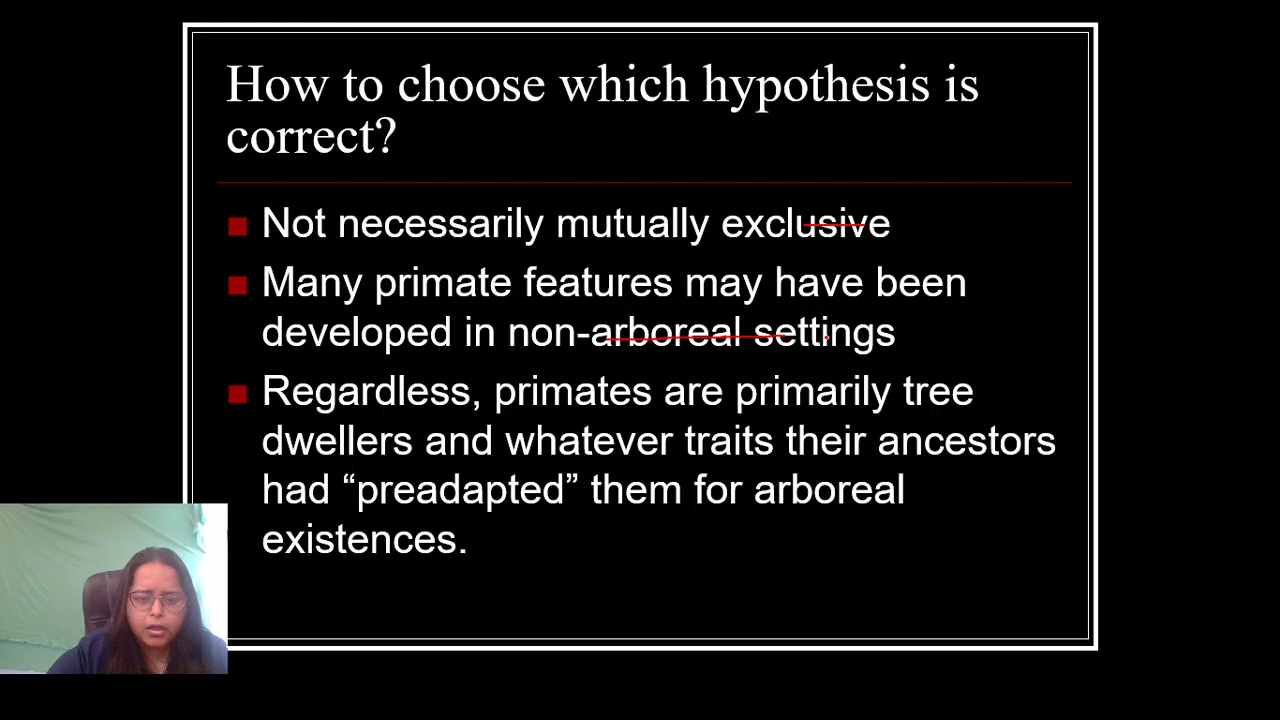 How to choose which hypothesis is
correct?
Not necessarily mutually exclusive
Many primate features may have been
developed in non-arboreal settings
Regardless, primates are primarily tree
dwellers and whatever traits their ancestors
had “preadapted” them for arboreal
existences.